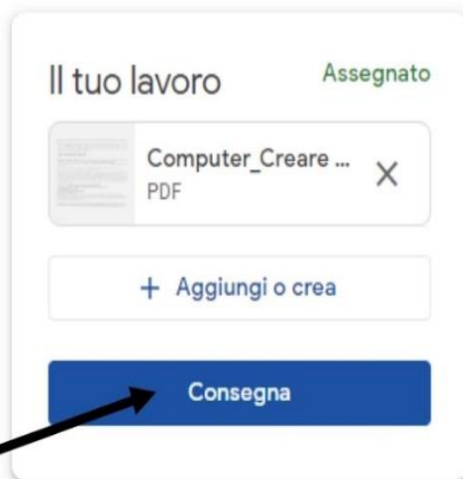 Il tuo lavoro
Assegnato
Computer_Creare ...
PDF
+ Aggiungi o crea
Consegna